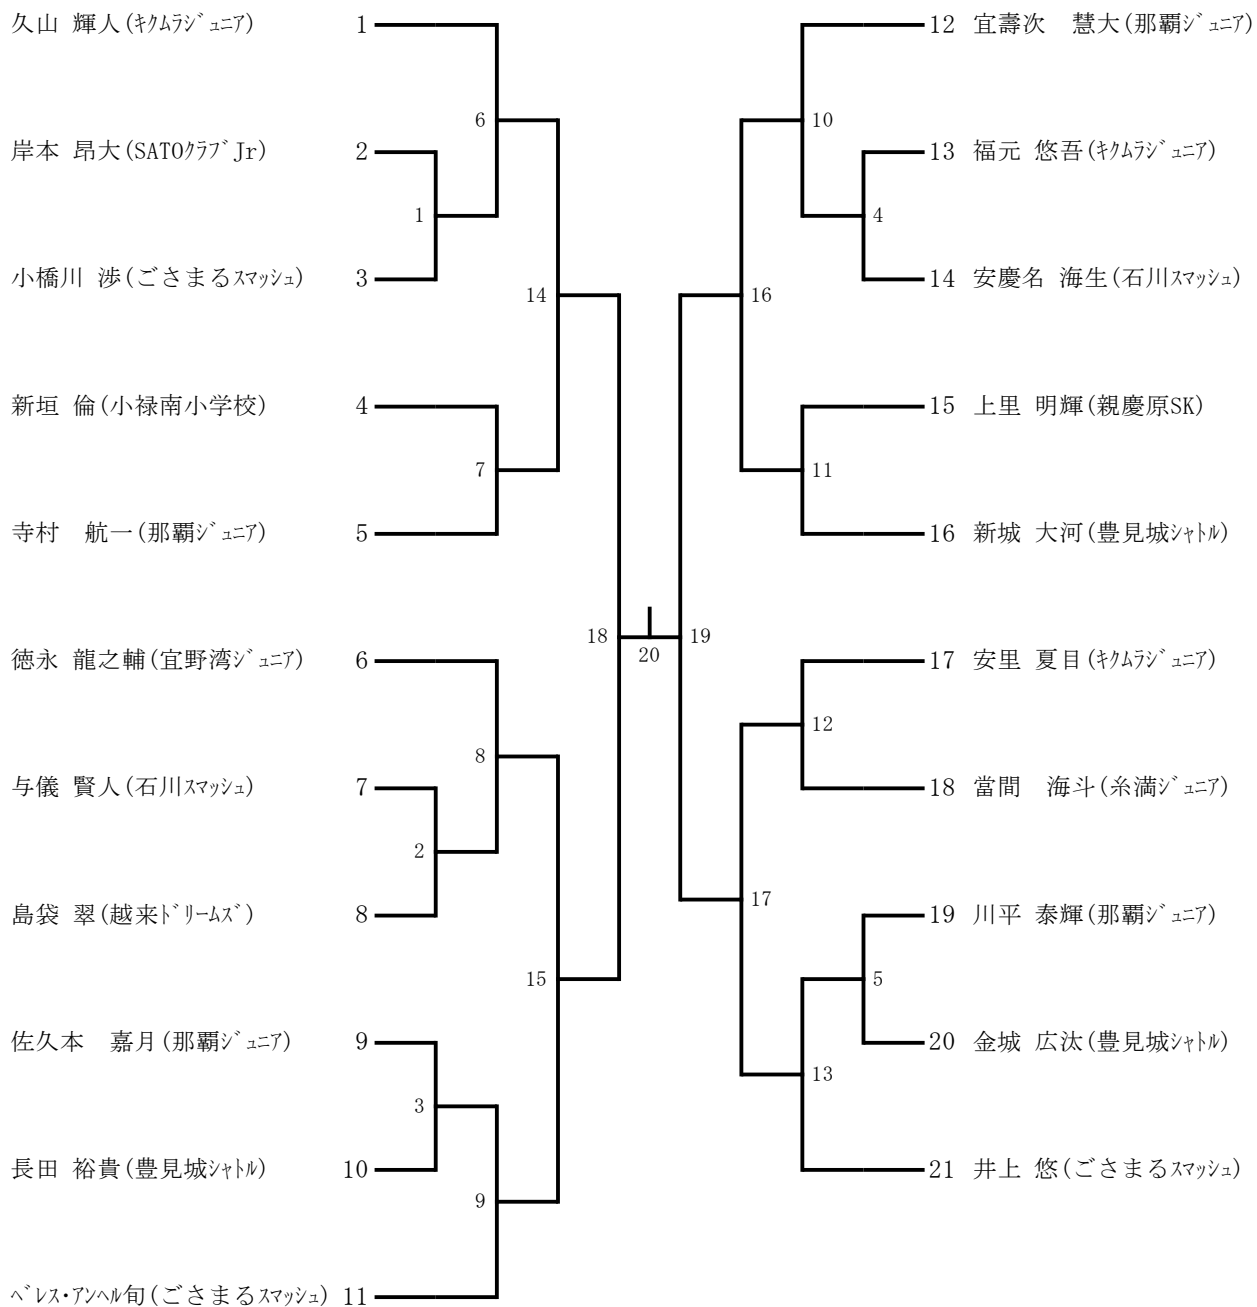 久山 輝人(ｷｸﾑﾗｼﾞｭﾆｱ) 1
岸本 昂大(SATOｸﾗﾌﾞJr) 2
小橋川 渉(ごさまるｽﾏｯｼｭ) 3
新垣 倫(小禄南小学校) 4
寺村　航一(那覇ｼﾞｭﾆｱ) 5
徳永 龍之輔(宜野湾ｼﾞｭﾆｱ) 6
与儀 賢人(石川ｽﾏｯｼｭ) 7
島袋 翠(越来ﾄﾞﾘｰﾑｽﾞ) 8
佐久本　嘉月(那覇ｼﾞｭﾆｱ) 9
長田 裕貴(豊見城ｼｬﾄﾙ) 10
ﾍﾞﾚｽ･ｱﾝﾍﾙ旬(ごさまるｽﾏｯｼｭ) 11
1
2
3
6
7
8
9
14
15
18
20
19
16
17
10
11
12
13
4
5
12 宜壽次　慧大(那覇ｼﾞｭﾆｱ)
13 福元 悠吾(ｷｸﾑﾗｼﾞｭﾆｱ)
14 安慶名 海生(石川ｽﾏｯｼｭ)
15 上里 明輝(親慶原SK)
16 新城 大河(豊見城ｼｬﾄﾙ)
17 安里 夏目(ｷｸﾑﾗｼﾞｭﾆｱ)
18 當間　海斗(糸満ｼﾞｭﾆｱ)
19 川平 泰輝(那覇ｼﾞｭﾆｱ)
20 金城 広汰(豊見城ｼｬﾄﾙ)
21 井上 悠(ごさまるｽﾏｯｼｭ)